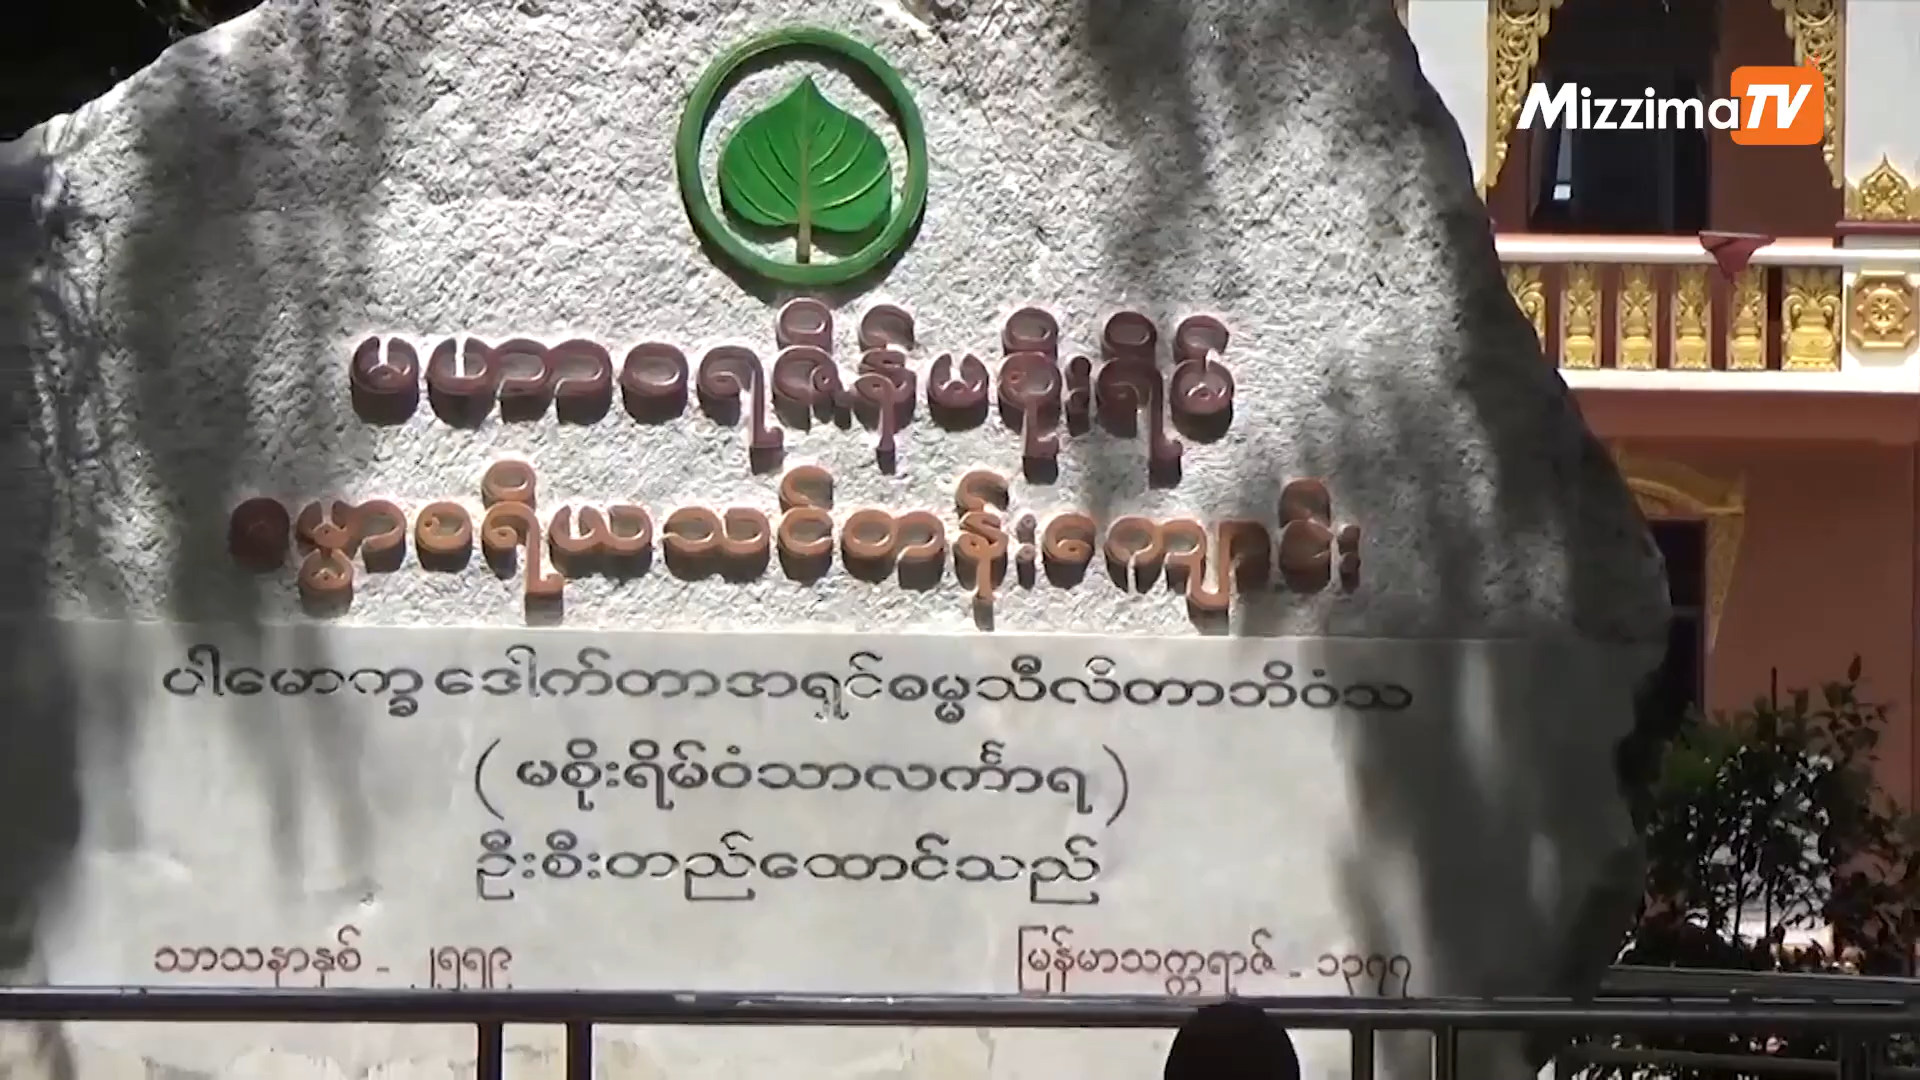 MizzimaTV
မဟာဝရဇိန်မစိုးရိမ်
ဓမ္မာစရိယသင်တန်းကျောင်း
ပါမောက္ခဒေါက်တာအရှင်ဓမ္မသီလိတာဘိဝံသ
(မစိုးရိမ်ဝံသာလင်္ကာရ)
ဦးစီးတည်ထောင်သည်
သာသနာနှစ် - ၂၅၅၉
မြန်မာသက္ကရာဇ် - ၁၃၇၇